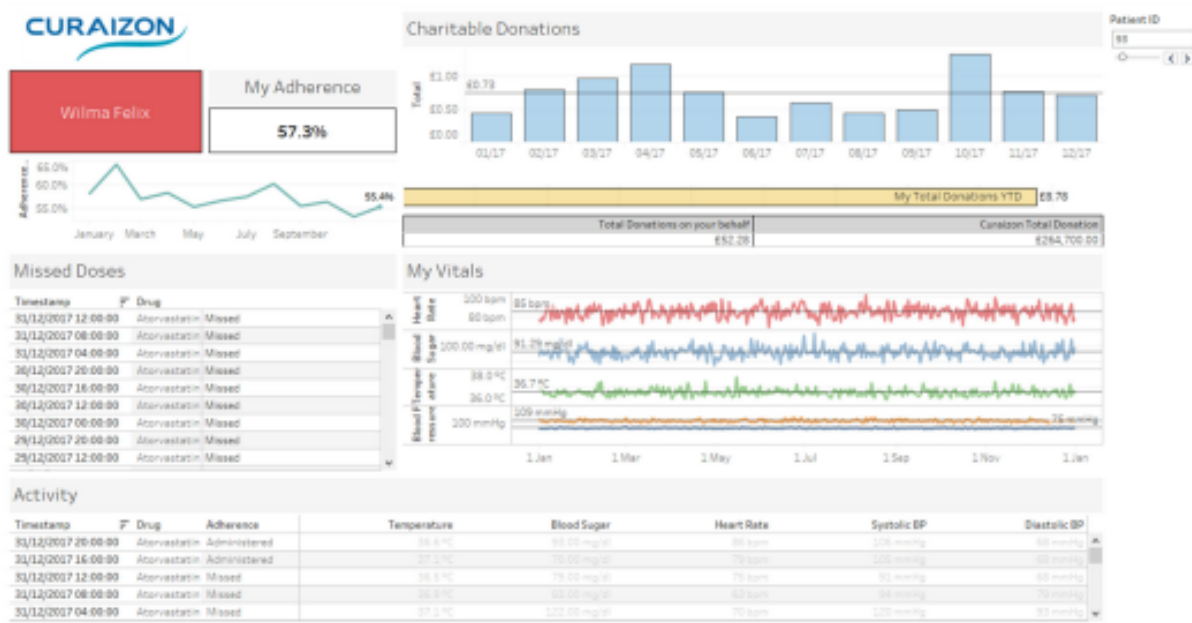 CURAIZON
Charitable Donations
Patient ID
Wilma Felix
My Adherence
57.3%
£1.00
£0.50
£0.00
Total
£0.73
01/17 02/17 03/17 04/17 05/17 06/17 07/17 08/17 09/17 10/17 11/17 12/17
65.0%
60.0%
55.0%
Adherence...
55.4%
January March May July September
My Total Donations YTD £8.78
Total Donations on your behalf Curaizon Total Donation
£52.28 £264,700.00
Missed Doses
Timestamp Drug
31/12/2017 12:00:00 Atorvastatin Missed
31/12/2017 08:00:00 Atorvastatin Missed
31/12/2017 04:00:00 Atorvastatin Missed
30/12/2017 20:00:00 Atorvastatin Missed
30/12/2017 16:00:00 Atorvastatin Missed
30/12/2017 12:00:00 Atorvastatin Missed
30/12/2017 00:00:00 Atorvastatin Missed
29/12/2017 20:00:00 Atorvastatin Missed
29/12/2017 12:00:00 Atorvastatin Missed
My Vitals
Heart Rate
100 bpm
80 bpm
85 bpm
Blood Sugar
100.00 mg/dl
91.29 mg/dl
Temperature
38.0 °C
36.0 °C
36.7 °C
Blood Pressure
100 mmHg
109 mmHg
75 mmHg
1 Jan 1 Mar 1 May 1 Jul 1 Sep 1 Nov 1 Jan
Activity
Timestamp Drug Adherence Temperature Blood Sugar Heart Rate Systolic BP Diastolic BP
31/12/2017 20:00:00 Atorvastatin Administered
31/12/2017 16:00:00 Atorvastatin Administered
31/12/2017 12:00:00 Atorvastatin Missed
31/12/2017 08:00:00 Atorvastatin Missed
31/12/2017 04:00:00 Atorvastatin Missed